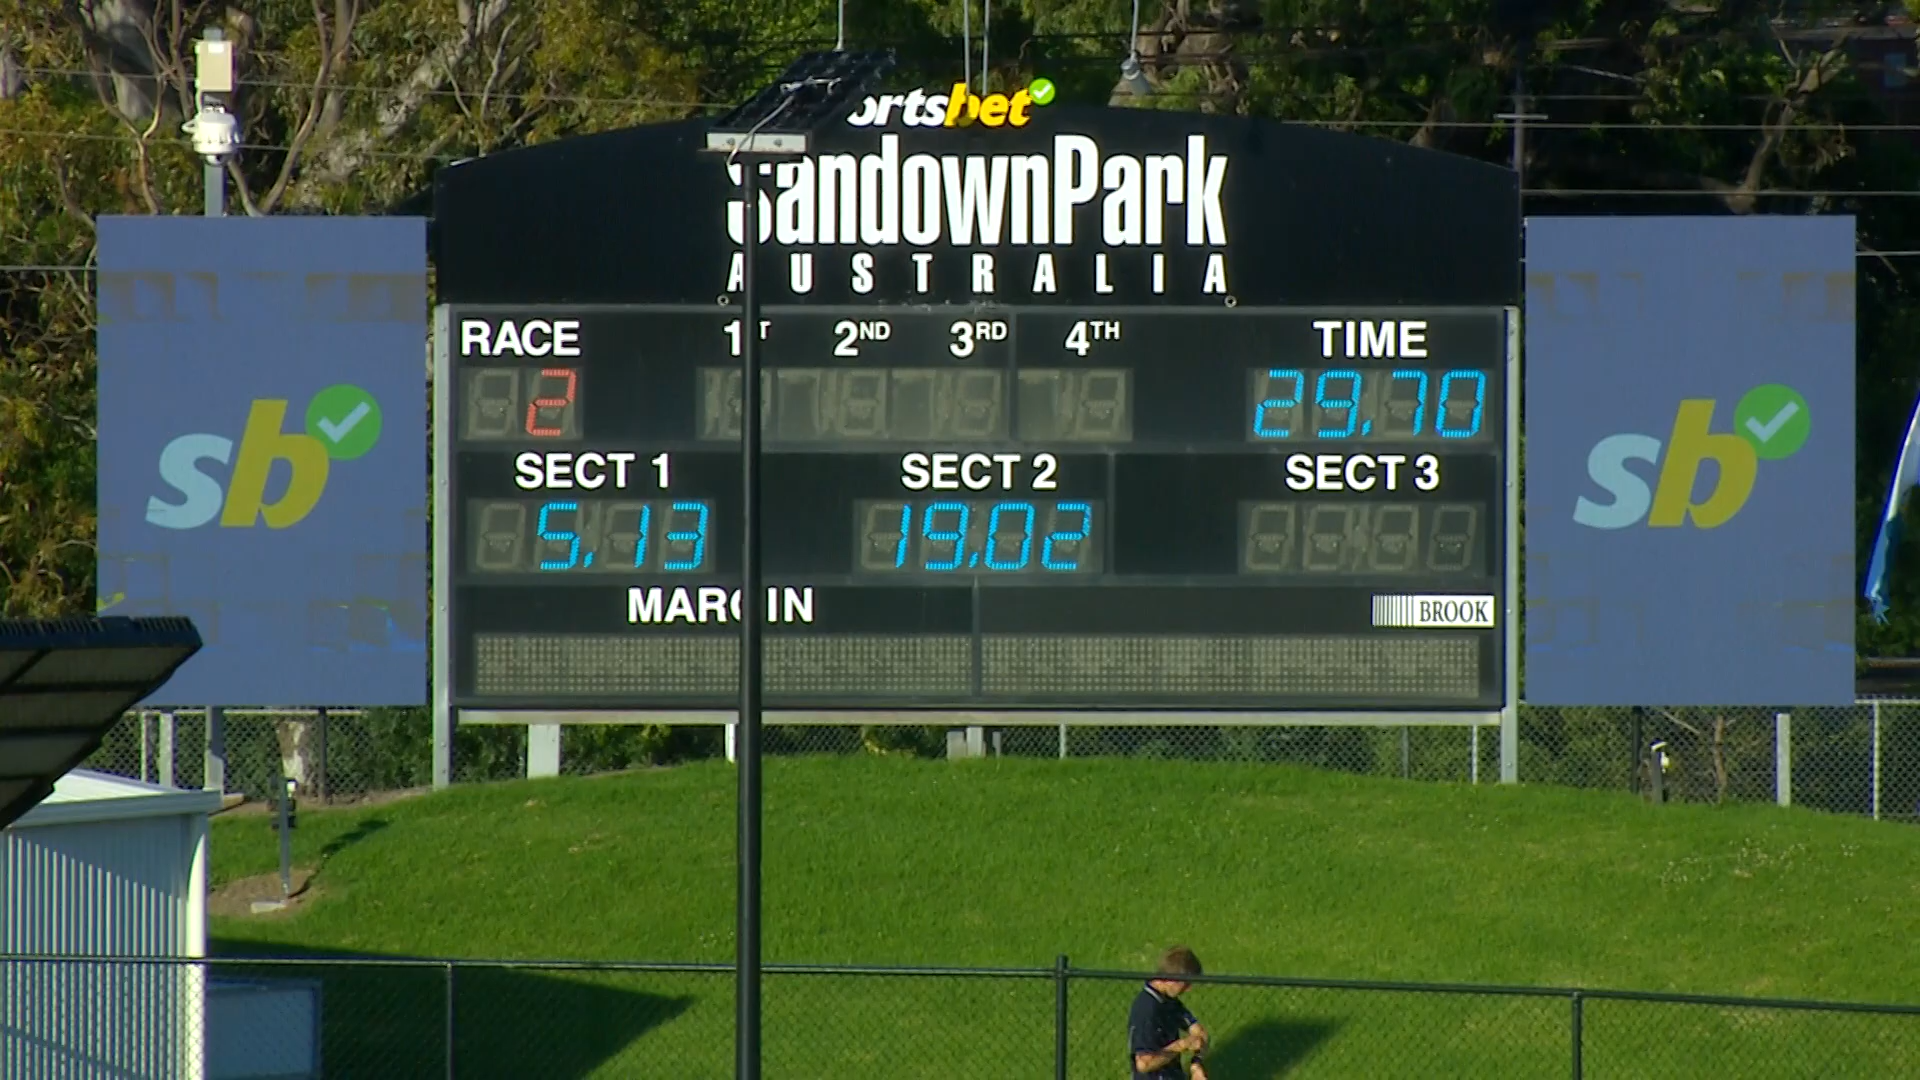 ortsbet
SandownPark
AUSTRALIA
RACE 1ST 2ND 3RD 4TH TIME
2 29.70
SECT 1 SECT 2 SECT 3
5.13 19.02
MARGIN
BROOK
sb
sb